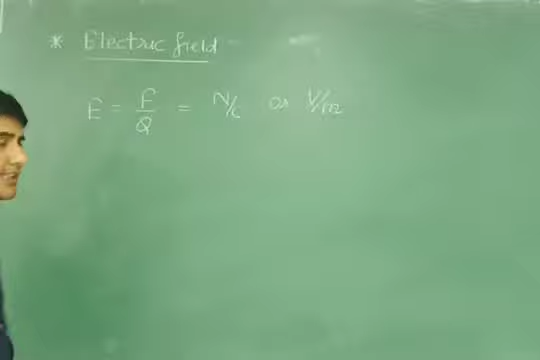 * Electric field
E = F/Q = N/C or V/m